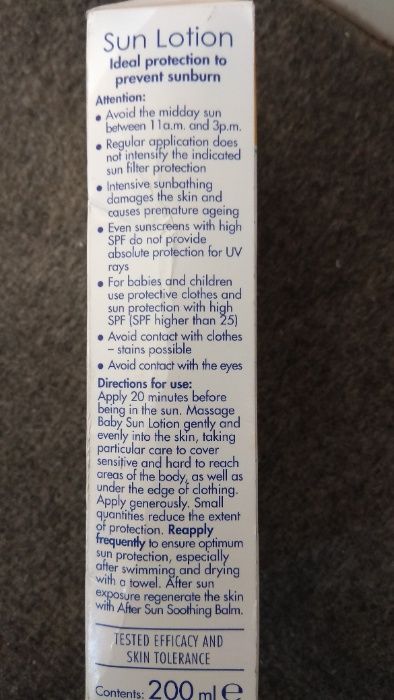 Sun Lotion
Ideal protection to
prevent sunburn
Attention:
• Avoid the midday sun
between 11a.m. and 3p.m.
• Regular application does
not intensify the indicated
sun filter protection
• Intensive sunbathing
damages the skin and
causes premature ageing
• Even sunscreens with high
SPF do not provide
absolute protection for UV
rays
• For babies and children
use protective clothes and
sun protection with high
SPF (SPF higher than 25)
• Avoid contact with clothes
– stains possible
• Avoid contact with the eyes
Directions for use:
Apply 20 minutes before
being in the sun. Massage
Baby Sun Lotion gently and
evenly into the skin, taking
particular care to cover
sensitive and hard to reach
areas of the body, as well as
under the edge of clothing.
Apply generously. Small
quantities reduce the extent
of protection. Reapply
frequently to ensure optimum
sun protection, especially
after swimming and drying
with a towel. After sun
exposure regenerate the skin
with After Sun Soothing Balm.
TESTED EFFICACY AND
SKIN TOLERANCE
Contents: 200 ml e